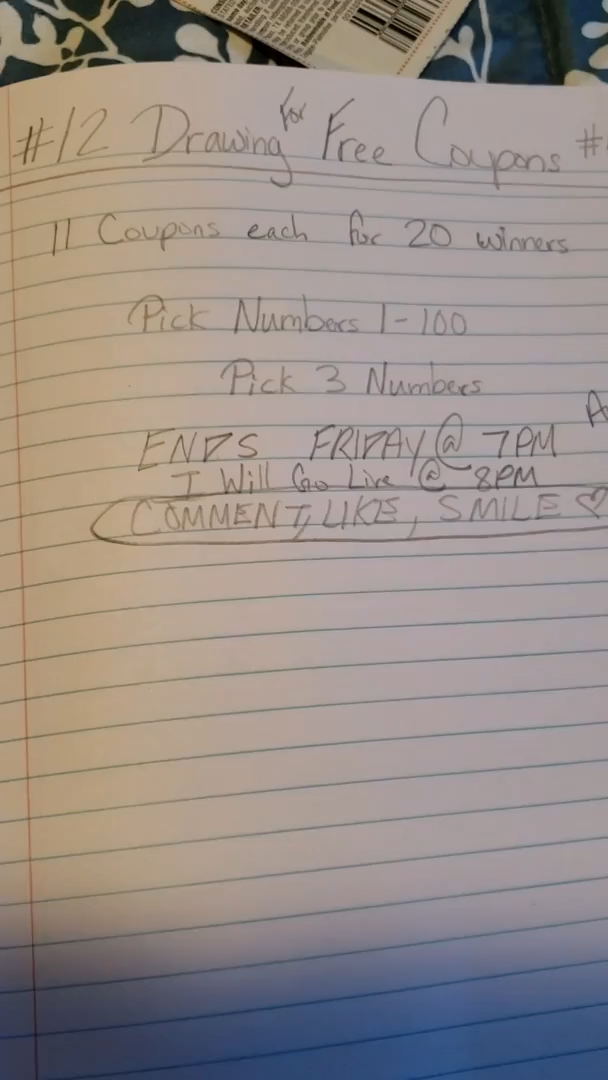 #12 Drawing for Free Coupons #
11 Coupons each for 20 winners
Pick Numbers 1-100
Pick 3 Numbers
ENDS FRIDAY @ 7PM
I Will Go Live @ 8PM
COMMENT, LIKE, SMILE ♡